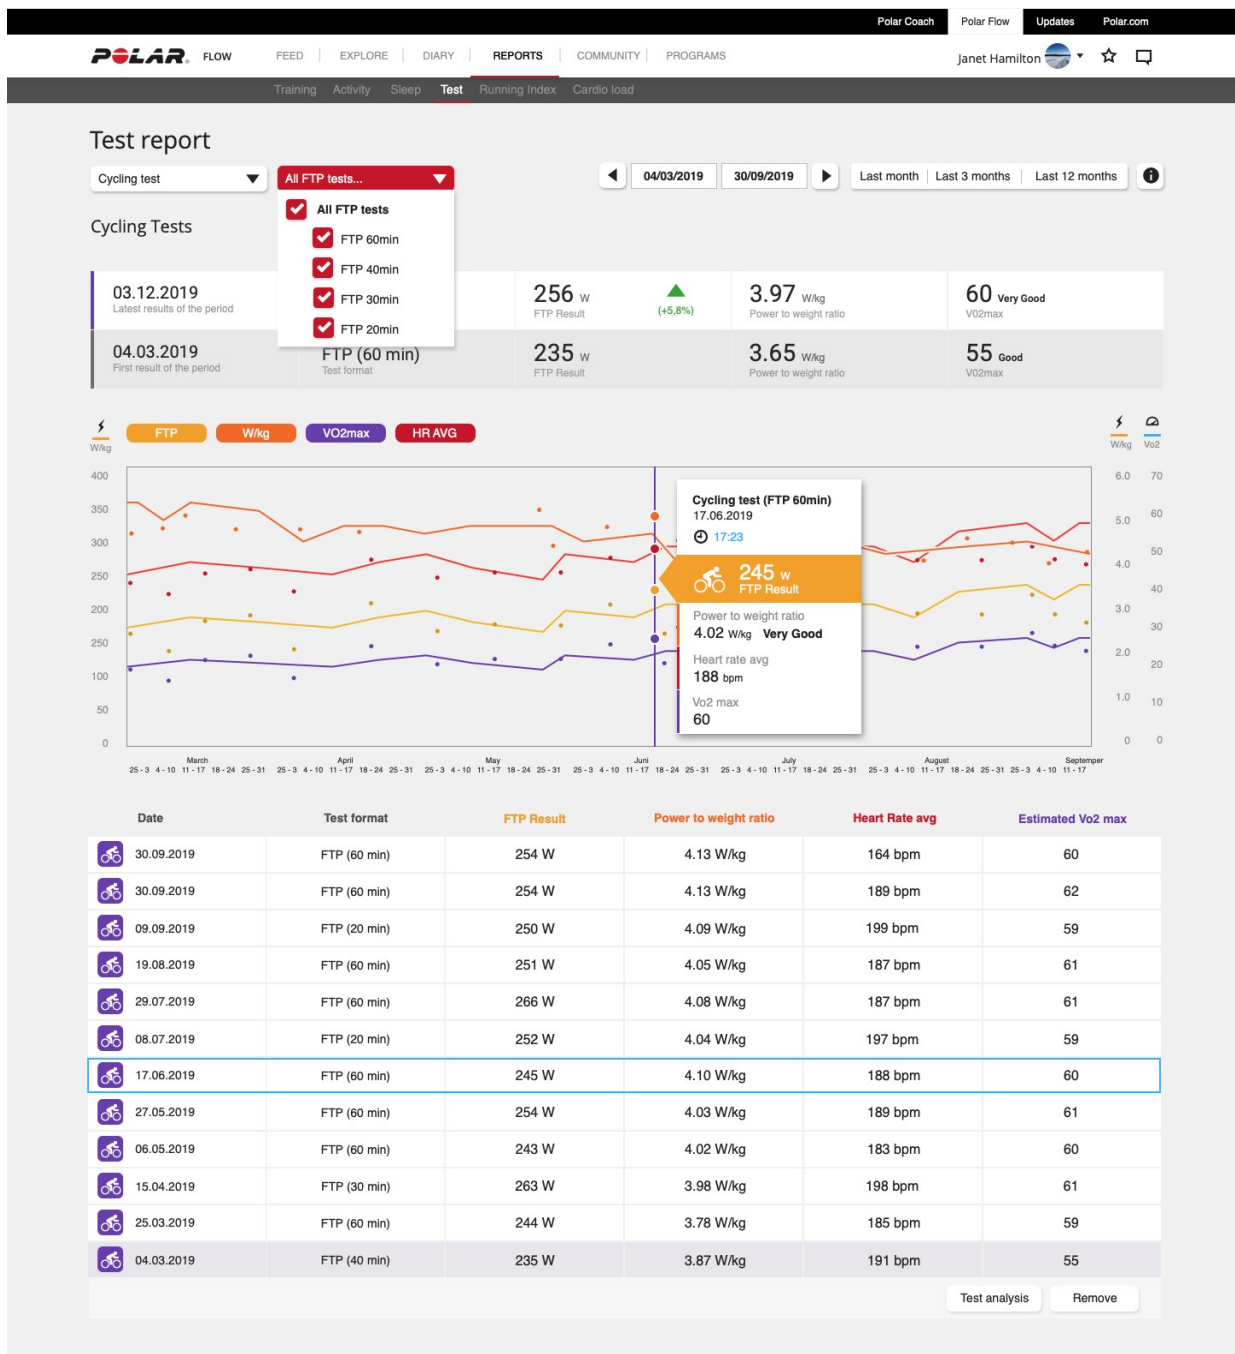 Polar Coach Polar Flow Updates Polar.com
POLAR. FLOW FEED EXPLORE DIARY REPORTS COMMUNITY PROGRAMS Janet Hamilton
Training Activity Sleep Test Running Index Cardio load
Test report
Cycling test All FTP tests... 04/03/2019 30/09/2019 Last month Last 3 months Last 12 months
All FTP tests
FTP 60min
FTP 40min
FTP 30min
FTP 20min
Cycling Tests
03.12.2019 256 W 3.97 W/kg 60 Very Good
Latest results of the period FTP Result (+5,8%) Power to weight ratio V02max
04.03.2019 FTP (60 min) 235 W 3.65 W/kg 55 Good
First result of the period Test format FTP Result Power to weight ratio V02max
FTP W/kg VO2max HR AVG
W/kg W/kg Vo2
400 6.0 70
350 5.0 60
300 50
250 4.0 40
200 3.0 30
250 2.0
100 20
50 1.0 10
0 0 0
Cycling test (FTP 60min)
17.06.2019
17:23
245 W
FTP Result
Power to weight ratio
4.02 W/kg Very Good
Heart rate avg
188 bpm
Vo2 max
60
March April May Juni July August Septemper
25 - 3 4 - 10 11 - 17 18 - 24 25 - 31 25 - 3 4 - 10 11 - 17 18 - 24 25 - 31 25 - 3 4 - 10 11 - 17 18 - 24 25 - 31 25 - 3 4 - 10 11 - 17 18 - 24 25 - 31 25 - 3 4 - 10 11 - 17 18 - 24 25 - 31 25 - 3 4 - 10 11 - 17 18 - 24 25 - 31 25 - 3 4 - 10 11 - 17
Date Test format FTP Result Power to weight ratio Heart Rate avg Estimated Vo2 max
30.09.2019 FTP (60 min) 254 W 4.13 W/kg 164 bpm 60
30.09.2019 FTP (60 min) 254 W 4.13 W/kg 189 bpm 62
09.09.2019 FTP (20 min) 250 W 4.09 W/kg 199 bpm 59
19.08.2019 FTP (60 min) 251 W 4.05 W/kg 187 bpm 61
29.07.2019 FTP (60 min) 266 W 4.08 W/kg 187 bpm 61
08.07.2019 FTP (20 min) 252 W 4.04 W/kg 197 bpm 59
17.06.2019 FTP (60 min) 245 W 4.10 W/kg 188 bpm 60
27.05.2019 FTP (60 min) 254 W 4.03 W/kg 189 bpm 61
06.05.2019 FTP (60 min) 243 W 4.02 W/kg 183 bpm 60
15.04.2019 FTP (30 min) 263 W 3.98 W/kg 198 bpm 61
25.03.2019 FTP (60 min) 244 W 3.78 W/kg 185 bpm 59
04.03.2019 FTP (40 min) 235 W 3.87 W/kg 191 bpm 55
Test analysis Remove